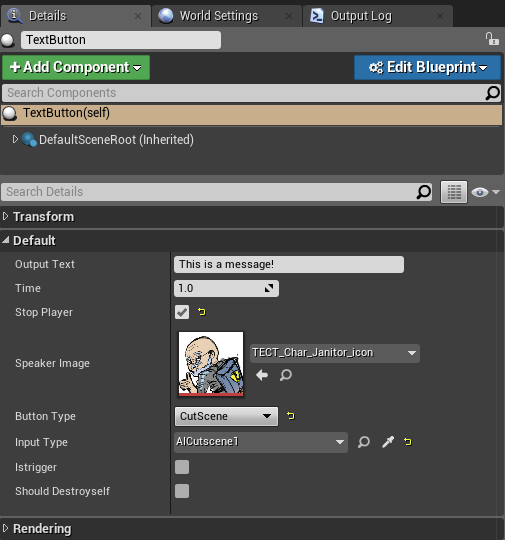 Details
World Settings
Output Log
TextButton
+ Add Component
Edit Blueprint
Search Components
TextButton(self)
DefaultSceneRoot (Inherited)
Search Details
Transform
Default
Output Text This is a message!
Time 1.0
Stop Player
Speaker Image TECT_Char_Janitor_icon
Button Type CutScene
Input Type AICutscene1
Istrigger
Should Destroyself
Rendering